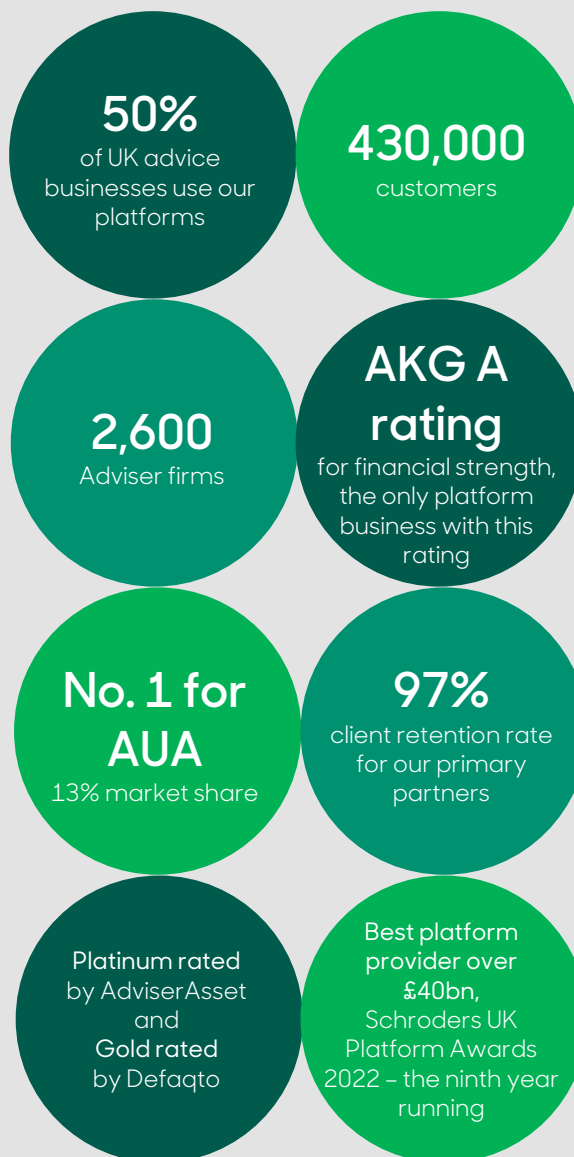 50%
of UK advice
businesses use our
platforms
430,000
customers
2,600
Adviser firms
AKG A
rating
for financial strength,
the only platform
business with this
rating
No. 1 for
AUA
13% market share
97%
client retention rate
for our primary
partners
Platinum rated
by AdviserAsset
and
Gold rated
by Defaqto
Best platform
provider over
£40bn,
Schroders UK
Platform Awards
2022 – the ninth year
running